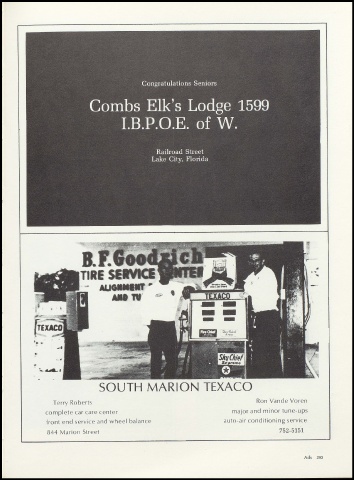 Congratulations Seniors
Combs Elk's Lodge 1599
I.B.P.O.E. of W.
Railroad Street
Lake City, Florida
B.F.Goodrich
TIRE SERVICE CENTER
ALIGNMENT
AND TU
TEXACO
TEXACO
Sky Chief
SOUTH MARION TEXACO
Terry Roberts
complete car care center
front end service and wheel balance
844 Marion Street
Ron Vande Voren
major and minor tune-ups
auto-air conditioning service
752-5151
Ads